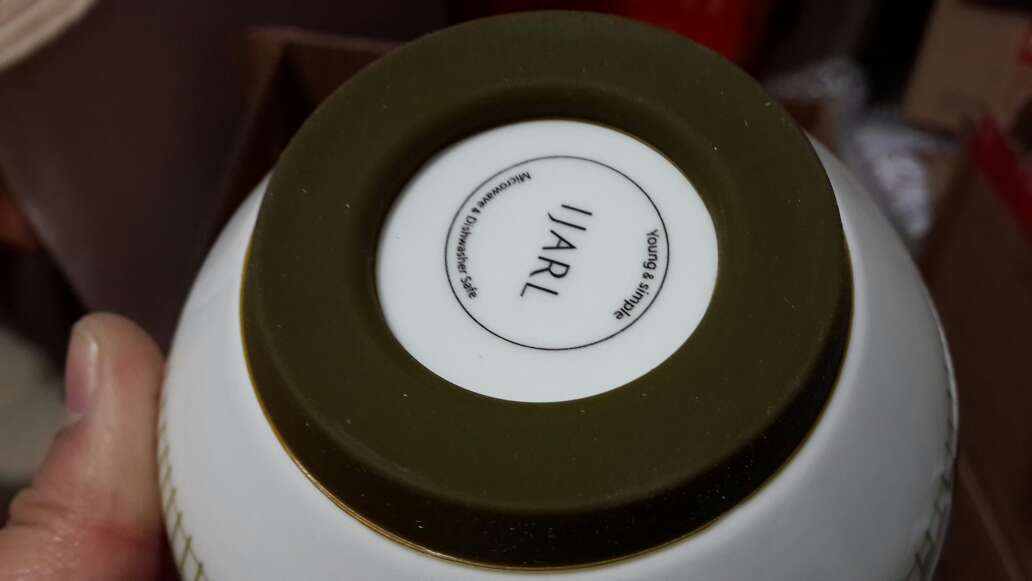 Young & simple
IJARL
Microwave & Dishwasher Safe